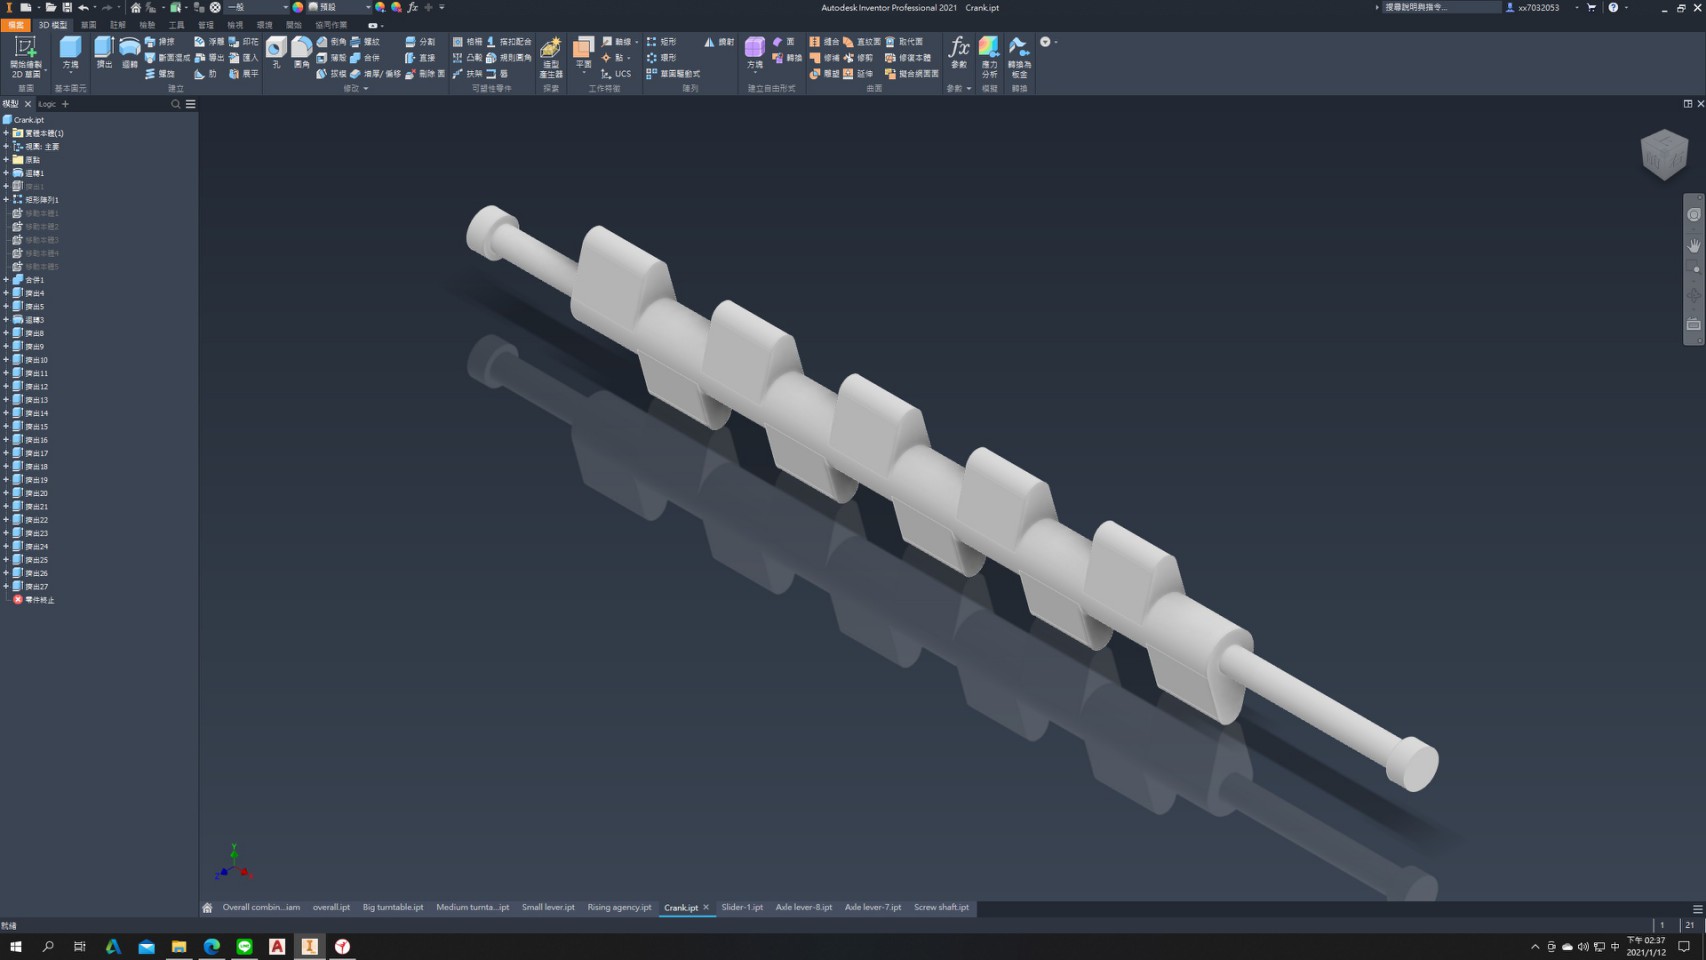 一般
預設
Autodesk Inventor Professional 2021 Crank.ipt
搜尋說明與指令...
xx7032053
檔案 3D 模型 草圖 註解 檢驗 工具 管理 檢視 環境 開始 協同作業
開始繪製
2D 草圖
方塊
擠出
迴轉
掃掠
斷面混成
螺旋
浮雕
導出
肋
印花
匯入
展平
孔
圓角
倒角
薄殼
拔模
螺紋
合併
增厚/偏移
分割
直接
刪除 面
格柵
凸轂
扶架
搭扣配合
規則圓角
唇
造型
產生器
平面
軸線
點
UCS
矩形
環形
草圖驅動式
鏡射
方塊
面
轉換
縫合
修補
雕塑
直紋面
修剪
延伸
取代面
修復本體
擬合網面面
fx
參數
應力
分析
轉換為
板金
草圖 基本圖元 建立 修改 可塑性零件 探索 工作特徵 陣列 建立自由形式 曲面 參數 模擬 轉換
模型 iLogic
Crank.ipt
實體本體(1)
視圖: 主要
原點
迴轉1
擠出1
矩形陣列1
移動本體1
移動本體2
移動本體3
移動本體4
移動本體5
合併1
擠出4
擠出5
迴轉3
擠出8
擠出9
擠出10
擠出11
擠出12
擠出13
擠出14
擠出15
擠出16
擠出17
擠出18
擠出19
擠出20
擠出21
擠出22
擠出23
擠出24
擠出25
擠出26
擠出27
零件終止
Y
Z
X
Overall combin...iam overall.ipt Big turntable.ipt Medium turnta...ipt Small lever.ipt Rising agency.ipt Crank.ipt Slider-1.ipt Axle lever-8.ipt Axle lever-7.ipt Screw shaft.ipt
就緒
1 21
中
下午 02:37
2021/1/12